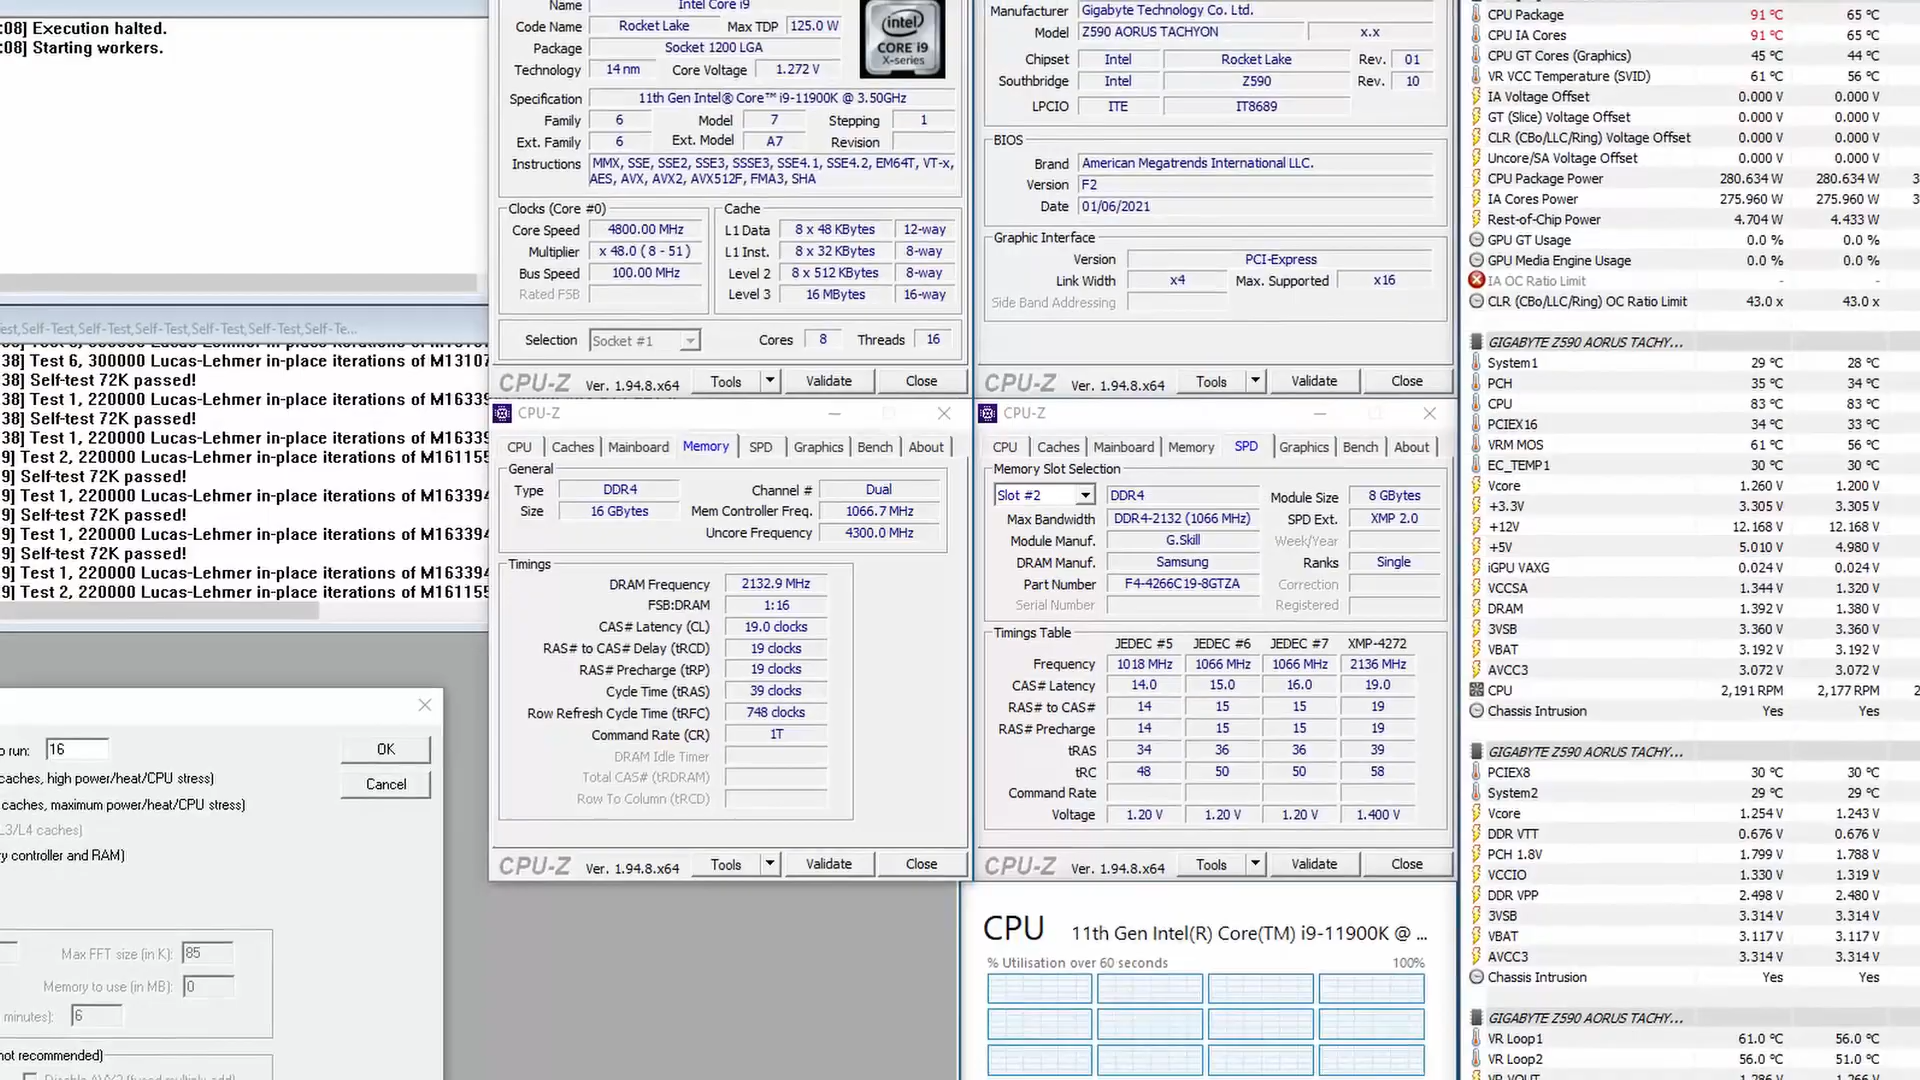 :08] Execution halted.
:08] Starting workers.
est,Self-Test,Self-Test,Self-Test,Self-Test,Self-Test,Self-Te...
38] Test 6, 300000 Lucas-Lehmer in-place iterations of M13107
38] Self-test 72K passed!
38] Test 1, 220000 Lucas-Lehmer in-place iterations of M16339
38] Self-test 72K passed!
38] Test 1, 220000 Lucas-Lehmer in-place iterations of M16339
9] Test 2, 220000 Lucas-Lehmer in-place iterations of M161155
9] Self-test 72K passed!
9] Test 1, 220000 Lucas-Lehmer in-place iterations of M163394
9] Self-test 72K passed!
9] Test 1, 220000 Lucas-Lehmer in-place iterations of M163394
9] Self-test 72K passed!
9] Test 1, 220000 Lucas-Lehmer in-place iterations of M163394
9] Test 2, 220000 Lucas-Lehmer in-place iterations of M161155
o run: 16 OK
caches, high power/heat/CPU stress)
Cancel
caches, maximum power/heat/CPU stress)
L3/L4 caches)
ry controller and RAM)
Max FFT size (in K): 85
Memory to use (in MB): 0
minutes): 6
not recommended)
Name Intel Core i9
Code Name Rocket Lake Max TDP 125.0 W
Package Socket 1200 LGA
Technology 14 nm Core Voltage 1.272 V
intel
CORE i9
X-series
Specification 11th Gen Intel® Core™ i9-11900K @ 3.50GHz
Family 6 Model 7 Stepping 1
Ext. Family 6 Ext. Model A7 Revision
Instructions MMX, SSE, SSE2, SSE3, SSSE3, SSE4.1, SSE4.2, EM64T, VT-x,
AES, AVX, AVX2, AVX512F, FMA3, SHA
Clocks (Core #0)
Core Speed 4800.00 MHz
Multiplier x 48.0 ( 8 - 51 )
Bus Speed 100.00 MHz
Rated FSB
Cache
L1 Data 8 x 48 KBytes 12-way
L1 Inst. 8 x 32 KBytes 8-way
Level 2 8 x 512 KBytes 8-way
Level 3 16 MBytes 16-way
Selection Socket #1 Cores 8 Threads 16
CPU-Z Ver. 1.94.8.x64 Tools Validate Close
Manufacturer Gigabyte Technology Co. Ltd.
Model Z590 AORUS TACHYON x.x
Chipset Intel Rocket Lake Rev. 01
Southbridge Intel Z590 Rev. 10
LPCIO ITE IT8689
BIOS
Brand American Megatrends International LLC.
Version F2
Date 01/06/2021
Graphic Interface
Version PCI-Express
Link Width x4 Max. Supported x16
Side Band Addressing
CPU-Z Ver. 1.94.8.x64 Tools Validate Close
CPU-Z
CPU Caches Mainboard Memory SPD Graphics Bench About
General
Type DDR4 Channel # Dual
Size 16 GBytes Mem Controller Freq. 1066.7 MHz
Uncore Frequency 4300.0 MHz
Timings
DRAM Frequency 2132.9 MHz
FSB:DRAM 1:16
CAS# Latency (CL) 19.0 clocks
RAS# to CAS# Delay (tRCD) 19 clocks
RAS# Precharge (tRP) 19 clocks
Cycle Time (tRAS) 39 clocks
Row Refresh Cycle Time (tRFC) 748 clocks
Command Rate (CR) 1T
DRAM Idle Timer
Total CAS# (tRDRAM)
Row To Column (tRCD)
CPU-Z Ver. 1.94.8.x64 Tools Validate Close
CPU-Z
CPU Caches Mainboard Memory SPD Graphics Bench About
Memory Slot Selection
Slot #2 DDR4 Module Size 8 GBytes
Max Bandwidth DDR4-2132 (1066 MHz) SPD Ext. XMP 2.0
Module Manuf. G.Skill Week/Year
DRAM Manuf. Samsung Ranks Single
Part Number F4-4266C19-8GTZA Correction
Serial Number Registered
Timings Table
JEDEC #5 JEDEC #6 JEDEC #7 XMP-4272
Frequency 1018 MHz 1066 MHz 1066 MHz 2136 MHz
CAS# Latency 14.0 15.0 16.0 19.0
RAS# to CAS# 14 15 15 19
RAS# Precharge 14 15 15 19
tRAS 34 36 36 39
tRC 48 50 50 58
Command Rate
Voltage 1.20 V 1.20 V 1.20 V 1.400 V
CPU-Z Ver. 1.94.8.x64 Tools Validate Close
CPU 11th Gen Intel(R) Core(TM) i9-11900K @ ...
% Utilisation over 60 seconds 100%
CPU Package 91 °C 65 °C
CPU IA Cores 91 °C 65 °C
CPU GT Cores (Graphics) 45 °C 44 °C
VR VCC Temperature (SVID) 61 °C 56 °C
IA Voltage Offset 0.000 V 0.000 V
GT (Slice) Voltage Offset 0.000 V 0.000 V
CLR (CBo/LLC/Ring) Voltage Offset 0.000 V 0.000 V
Uncore/SA Voltage Offset 0.000 V 0.000 V
CPU Package Power 280.634 W 280.634 W 3
IA Cores Power 275.960 W 275.960 W 3
Rest-of-Chip Power 4.704 W 4.433 W
GPU GT Usage 0.0 % 0.0 %
GPU Media Engine Usage 0.0 % 0.0 %
IA OC Ratio Limit - -
CLR (CBo/LLC/Ring) OC Ratio Limit 43.0 x 43.0 x
GIGABYTE Z590 AORUS TACHY...
System1 29 °C 28 °C
PCH 35 °C 34 °C
CPU 83 °C 83 °C
PCIEX16 34 °C 33 °C
VRM MOS 61 °C 56 °C
EC_TEMP1 30 °C 30 °C
Vcore 1.260 V 1.200 V
+3.3V 3.305 V 3.305 V
+12V 12.168 V 12.168 V
+5V 5.010 V 4.980 V
iGPU VAXG 0.024 V 0.024 V
VCCSA 1.344 V 1.320 V
DRAM 1.392 V 1.380 V
3VSB 3.360 V 3.360 V
VBAT 3.192 V 3.192 V
AVCC3 3.072 V 3.072 V
CPU 2,191 RPM 2,177 RPM 2
Chassis Intrusion Yes Yes
GIGABYTE Z590 AORUS TACHY...
PCIEX8 30 °C 30 °C
System2 29 °C 29 °C
Vcore 1.254 V 1.243 V
DDR VTT 0.676 V 0.676 V
PCH 1.8V 1.799 V 1.788 V
VCCIO 1.330 V 1.319 V
DDR VPP 2.498 V 2.480 V
3VSB 3.314 V 3.314 V
VBAT 3.117 V 3.117 V
AVCC3 3.314 V 3.314 V
Chassis Intrusion Yes Yes
GIGABYTE Z590 AORUS TACHY...
VR Loop1 61.0 °C 56.0 °C
VR Loop2 56.0 °C 51.0 °C
VR VOUT 1.286 V 1.266 V